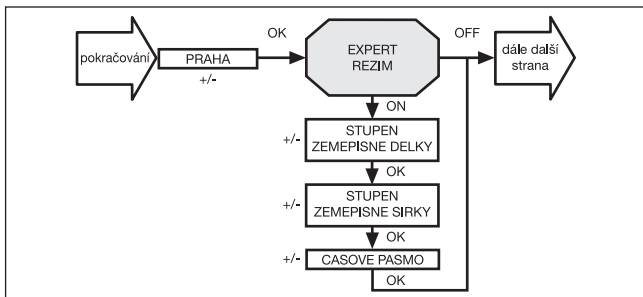 pokračování
PRAHA
+/-
OK
EXPERT
REZIM
OFF
dále další
strana
ON
+/-
STUPEN
ZEMEPISNE DELKY
OK
+/-
STUPEN
ZEMEPISNE SIRKY
OK
+/-
CASOVE PASMO
OK